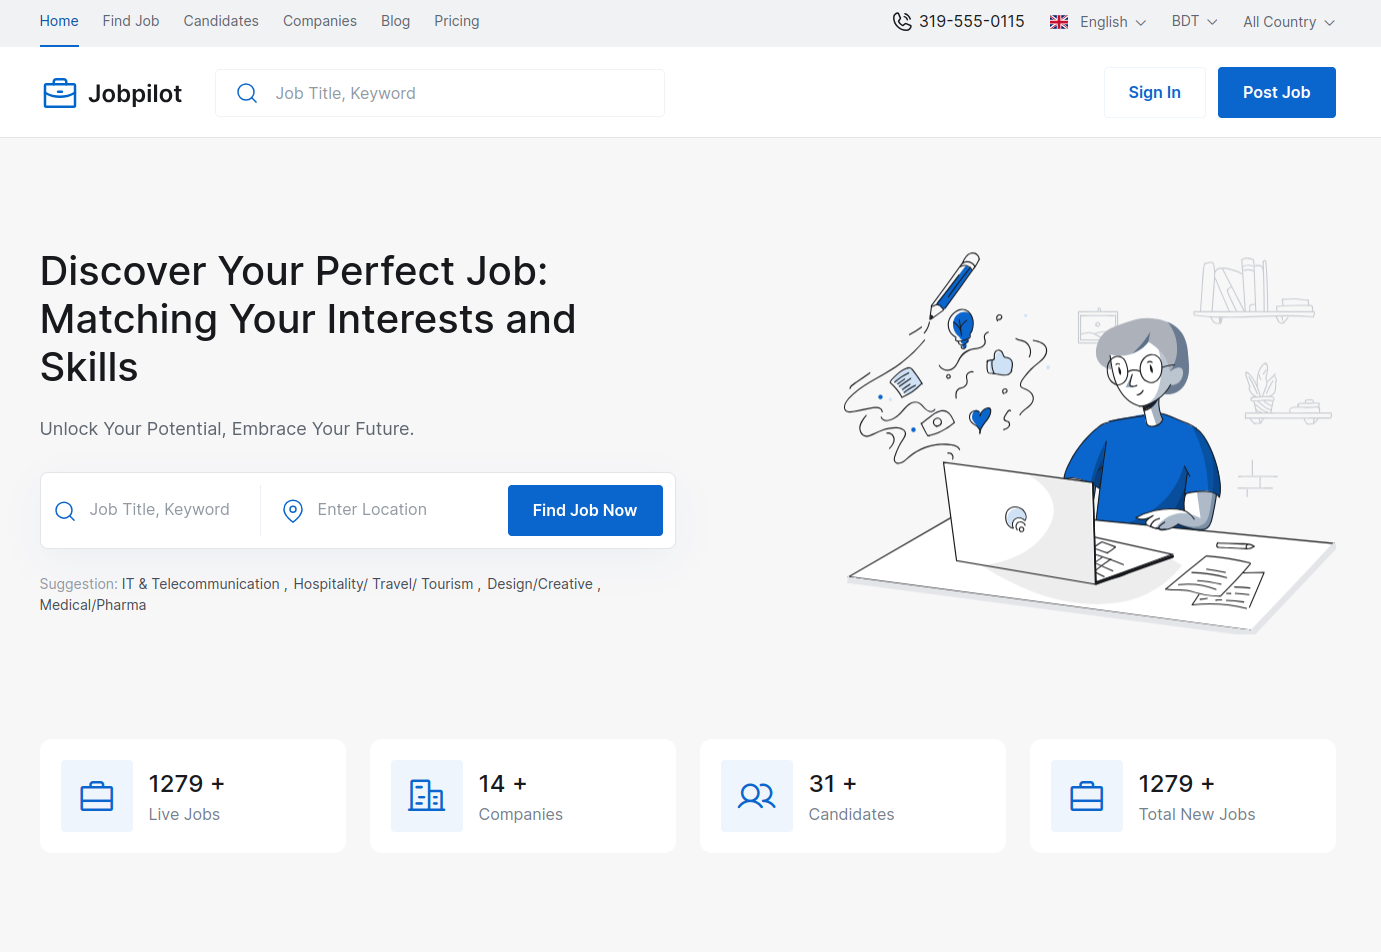 Home Find Job Candidates Companies Blog Pricing 319-555-0115 English BDT All Country
Jobpilot Job Title, Keyword Sign In Post Job
Discover Your Perfect Job:
Matching Your Interests and
Skills
Unlock Your Potential, Embrace Your Future.
Job Title, Keyword Enter Location Find Job Now
Suggestion: IT & Telecommunication , Hospitality/ Travel/ Tourism , Design/Creative ,
Medical/Pharma
1279 + 14 + 31 + 1279 +
Live Jobs Companies Candidates Total New Jobs